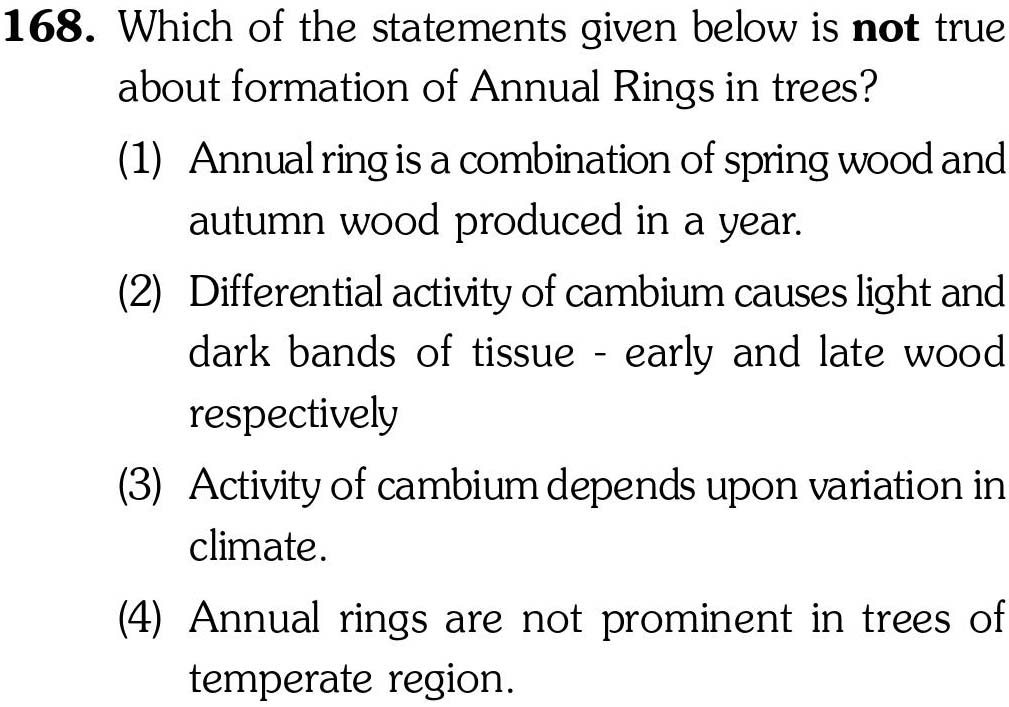 168. Which of the statements given below is not true
about formation of Annual Rings in trees?
(1) Annual ring is a combination of spring wood and
autumn wood produced in a year.
(2) Differential activity of cambium causes light and
dark bands of tissue - early and late wood
respectively
(3) Activity of cambium depends upon variation in
climate.
(4) Annual rings are not prominent in trees of
temperate region.